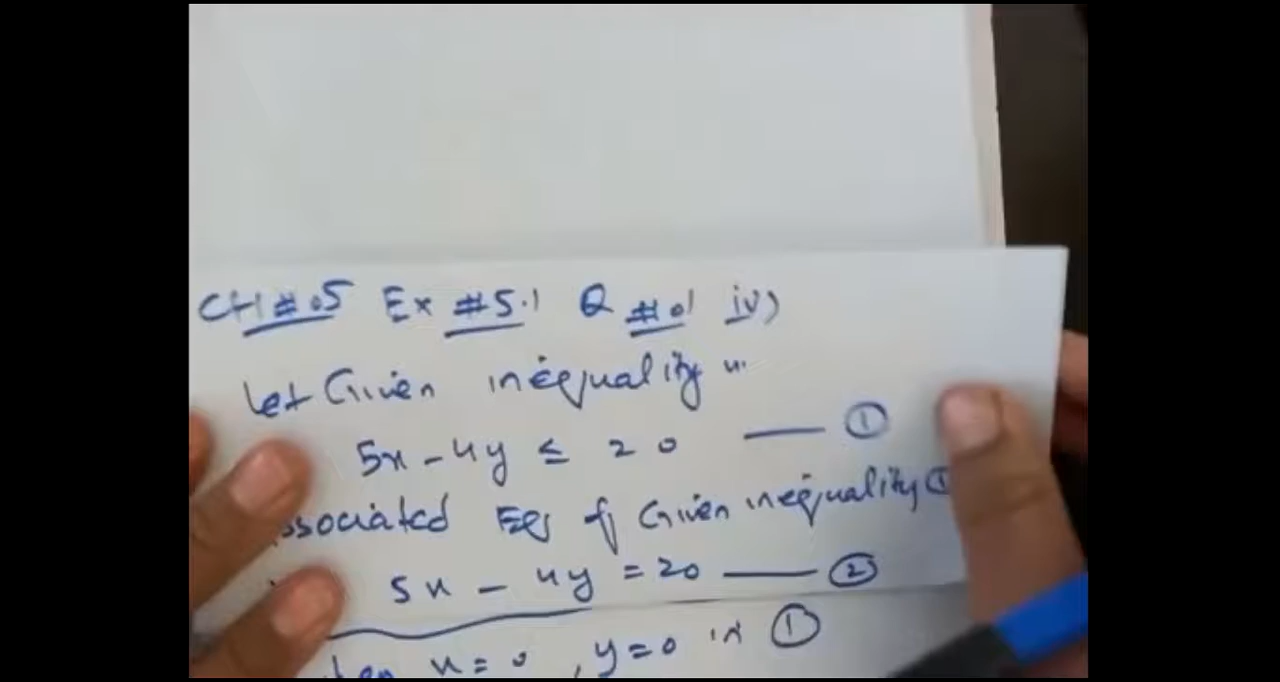 CH # 05 Ex # 5.1 Q # 01 iv)
Let Given inequality is
5x - 4y ≤ 20 —— ①
Associated Eq of Given inequality ①
5x - 4y = 20 —— ②
x = 0 , y = 0 in ①